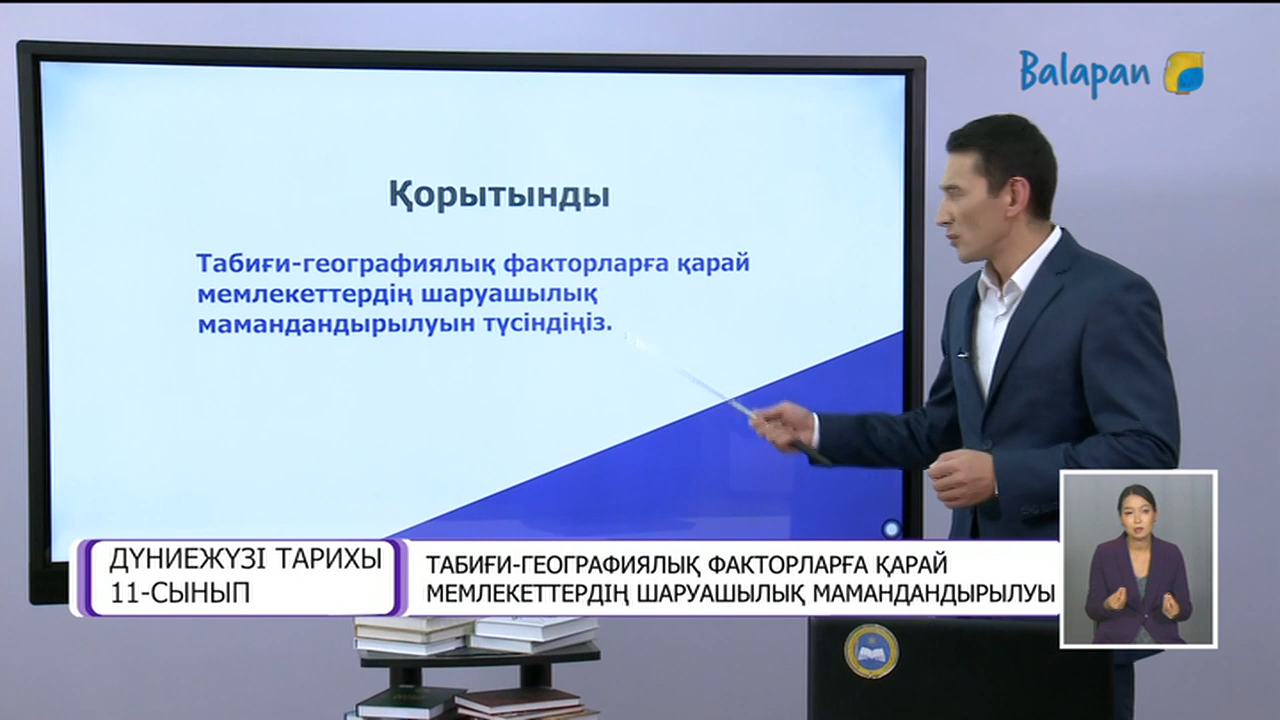 Balapan
Қорытынды
Табиғи-географиялық факторларға қарай
мемлекеттердің шаруашылық
мамандандырылуын түсіндіңіз.
ДҮНИЕЖҮЗІ ТАРИХЫ
11-СЫНЫП
ТАБИҒИ-ГЕОГРАФИЯЛЫҚ ФАКТОРЛАРҒА ҚАРАЙ
МЕМЛЕКЕТТЕРДІҢ ШАРУАШЫЛЫҚ МАМАНДАНДЫРЫЛУЫ